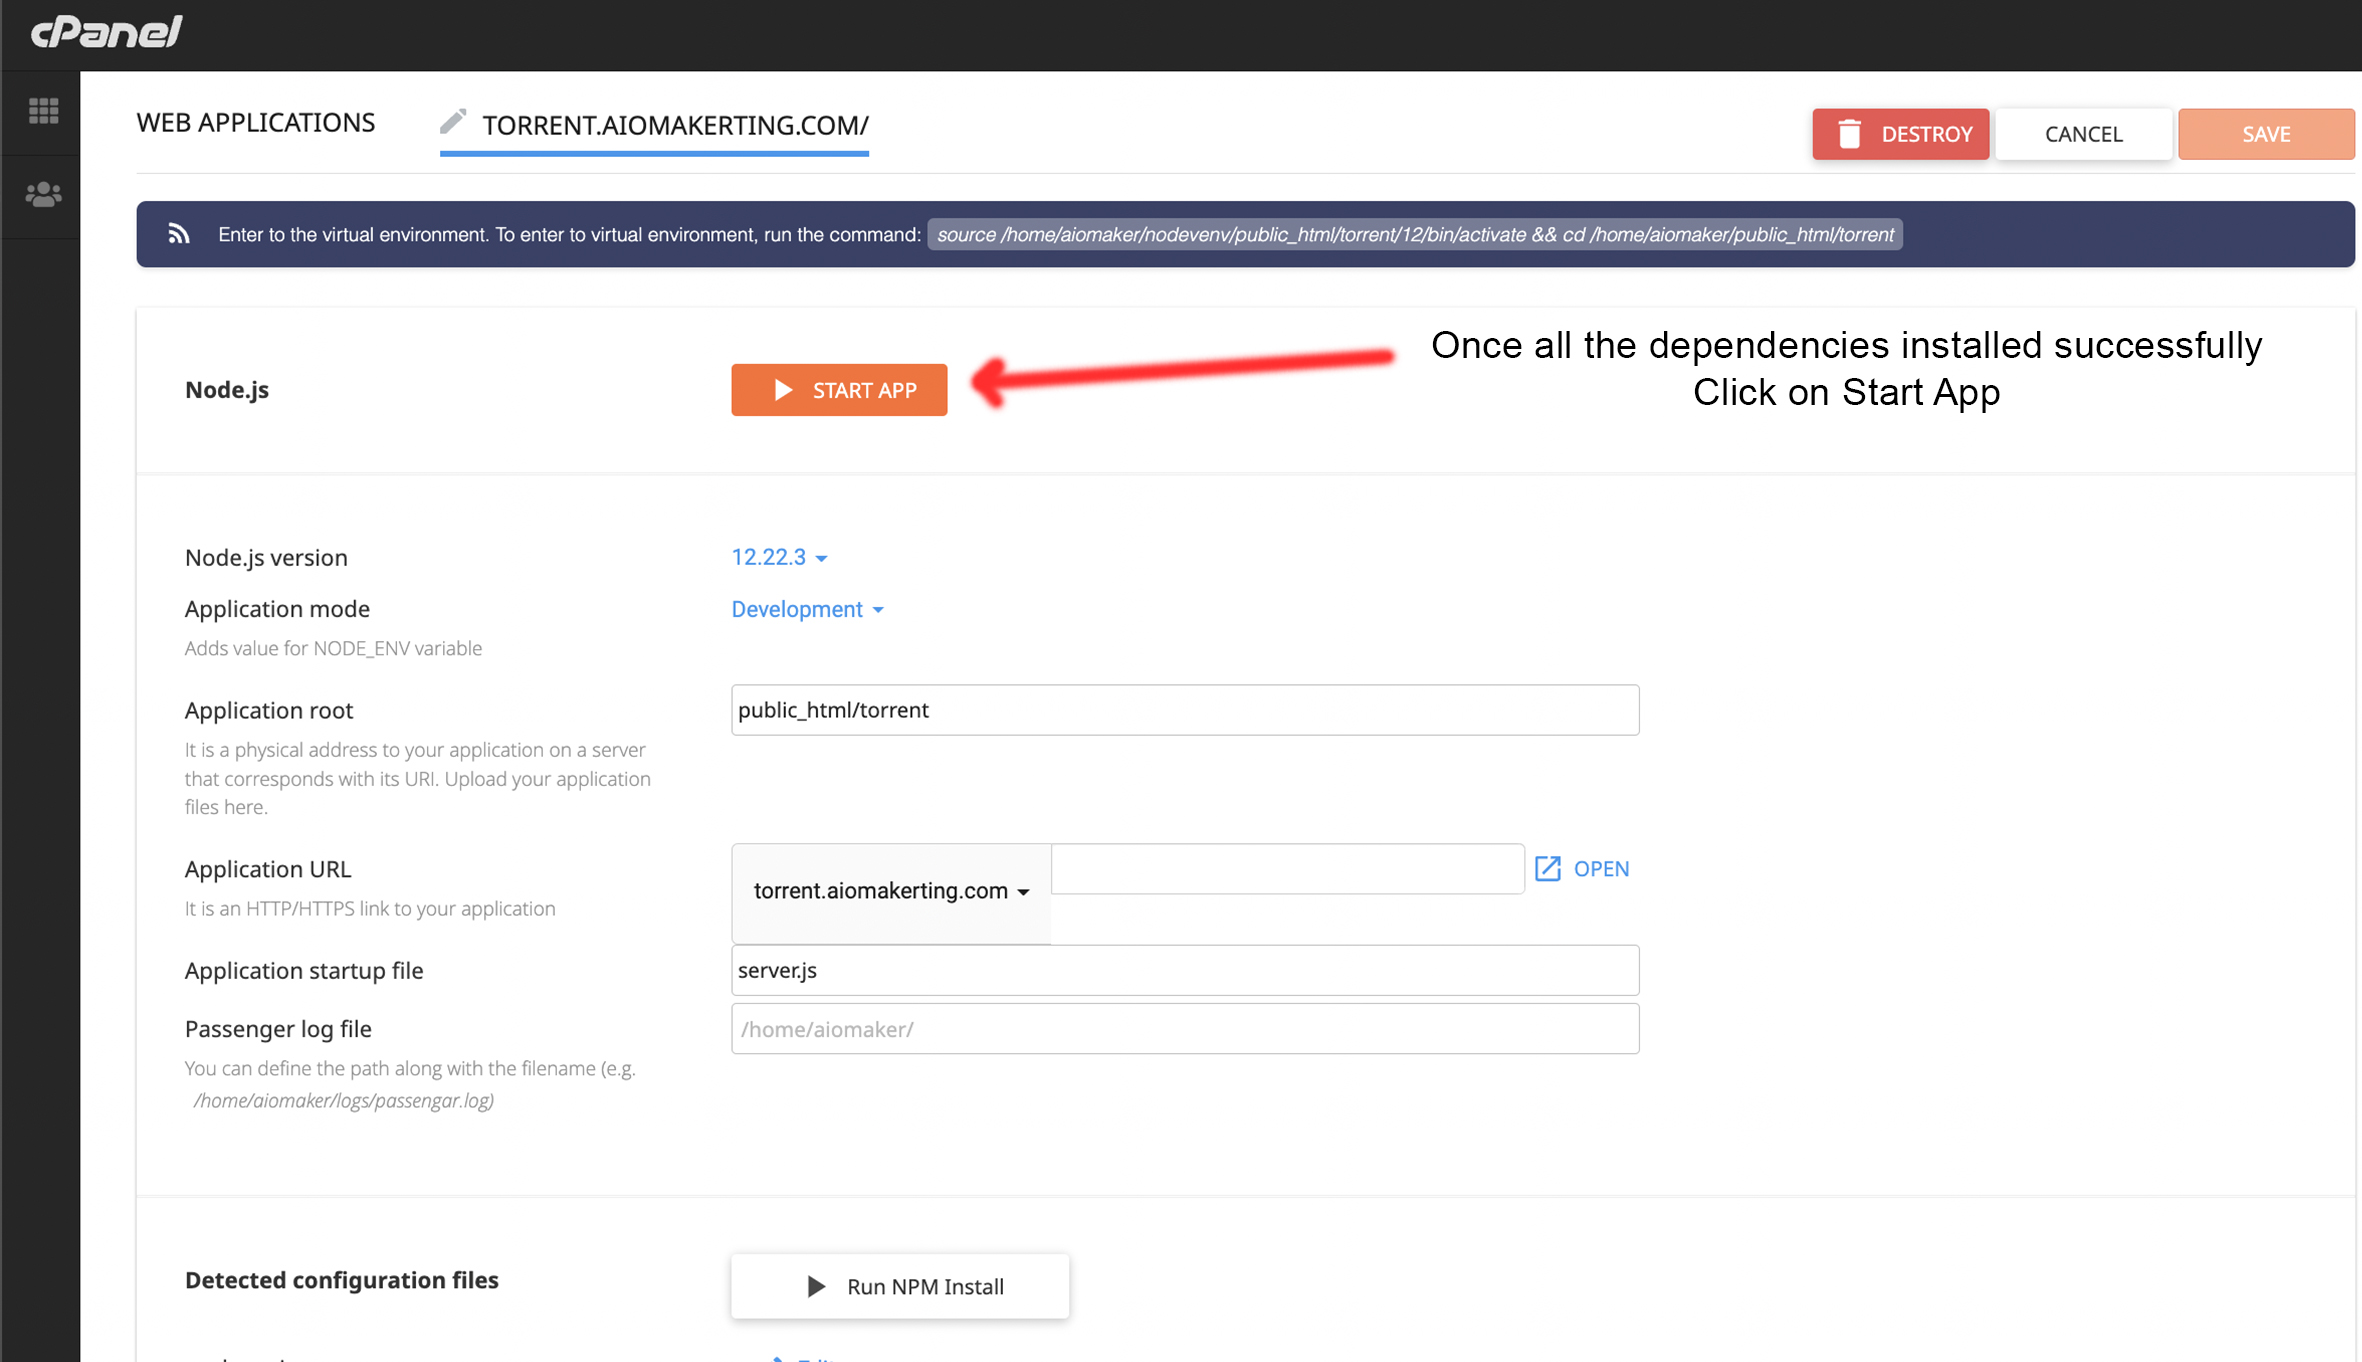 cPanel
WEB APPLICATIONS
TORRENT.AIOMAKERTING.COM/
DESTROY
CANCEL
SAVE
Enter to the virtual environment. To enter to virtual environment, run the command: source /home/aiomaker/nodevenv/public_html/torrent/12/bin/activate && cd /home/aiomaker/public_html/torrent
Once all the dependencies installed successfully
Click on Start App
Node.js
START APP
Node.js version
12.22.3
Application mode
Development
Adds value for NODE_ENV variable
Application root
public_html/torrent
It is a physical address to your application on a server
that corresponds with its URI. Upload your application
files here.
Application URL
torrent.aiomakerting.com
OPEN
It is an HTTP/HTTPS link to your application
Application startup file
server.js
Passenger log file
/home/aiomaker/
You can define the path along with the filename (e.g.
/home/aiomaker/logs/passengar.log)
Detected configuration files
Run NPM Install